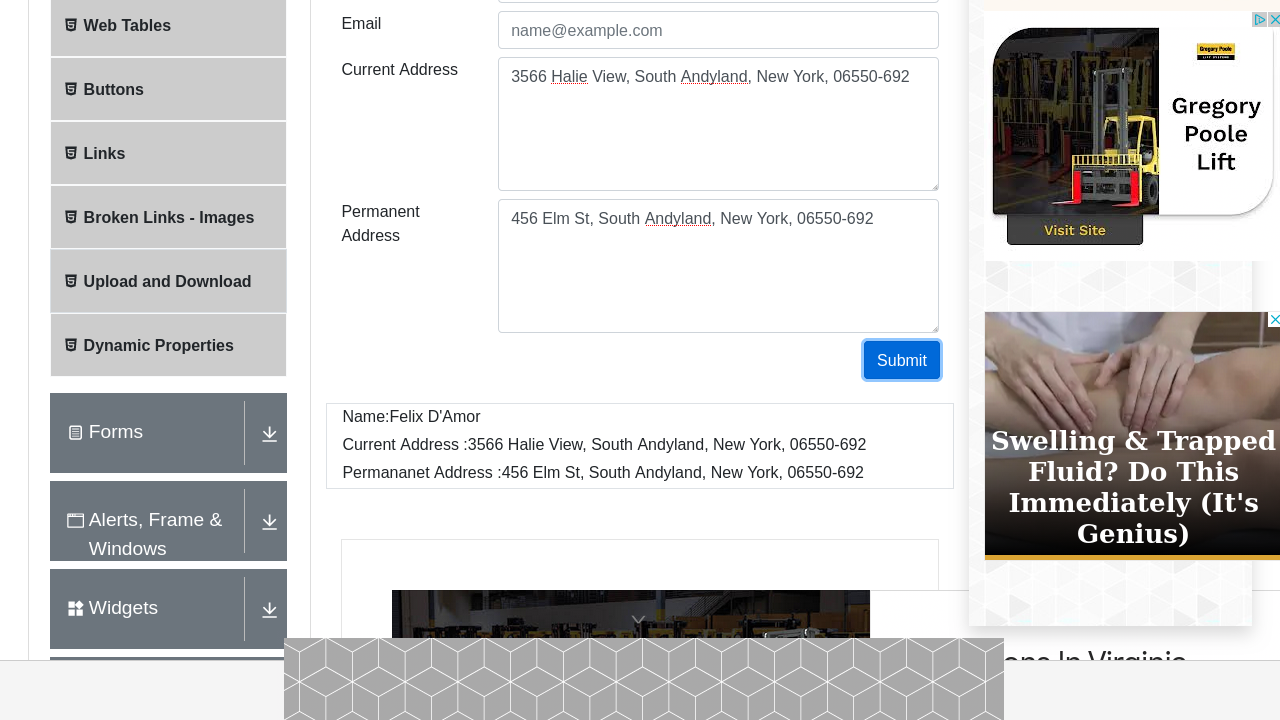 Web Tables
Buttons
Links
Broken Links - Images
Upload and Download
Dynamic Properties
Forms
Alerts, Frame &
Windows
Widgets
Email
name@example.com
Current Address
3566 Halie View, South Andyland, New York, 06550-692
Permanent
Address
456 Elm St, South Andyland, New York, 06550-692
Submit
Name:Felix D'Amor
Current Address :3566 Halie View, South Andyland, New York, 06550-692
Permananet Address :456 Elm St, South Andyland, New York, 06550-692
Gregory Poole
LIFT SYSTEMS
Gregory
Poole
Lift
Visit Site
Swelling & Trapped
Fluid? Do This
Immediately (It's
Genius)
In Virginia